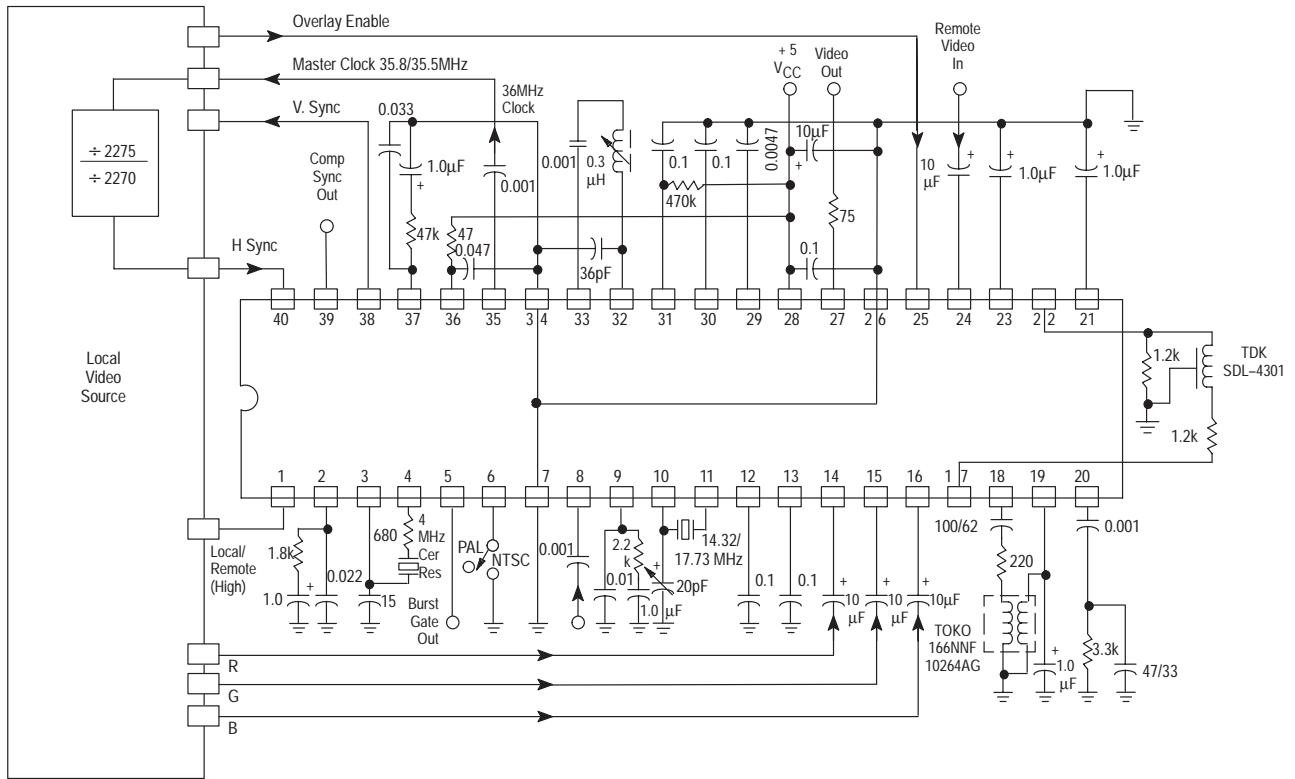 Overlay Enable
Master Clock 35.8/35.5MHz
V. Sync
÷ 2275
÷ 2270
H Sync
Local
Video
Source
Comp
Sync
Out
0.033
1.0µF
+
47k
36MHz
Clock
0.001
47
0.047
0.001
0.3
µH
36pF
0.1
0.1
0.0047
470k
+ 5
VCC
10µF
+
0.1
Video
Out
75
10
µF
Remote
Video
In
+
+
1.0µF
+
1.0µF
40
39
38
37
36
35
3 4
33
32
31
30
29
28
27
2 6
25
24
23
2 2
21
1.2k
TDK
SDL–4301
1.2k
1
2
3
4
5
6
7
8
9
10
11
12
13
14
15
16
1 7
18
19
20
Local/
Remote
(High)
1.8k
1.0
+
0.022
680
4
MHz
Cer
Res
15
Burst
Gate
Out
PAL
NTSC
0.001
2.2
k
0.01
1.0
µF
+
20pF
14.32/
17.73 MHz
0.1
0.1
+
10
µF
+
10
µF
+
10µF
100/62
220
TOKO
166NNF
10264AG
+
1.0
µF
0.001
3.3k
47/33
R
G
B